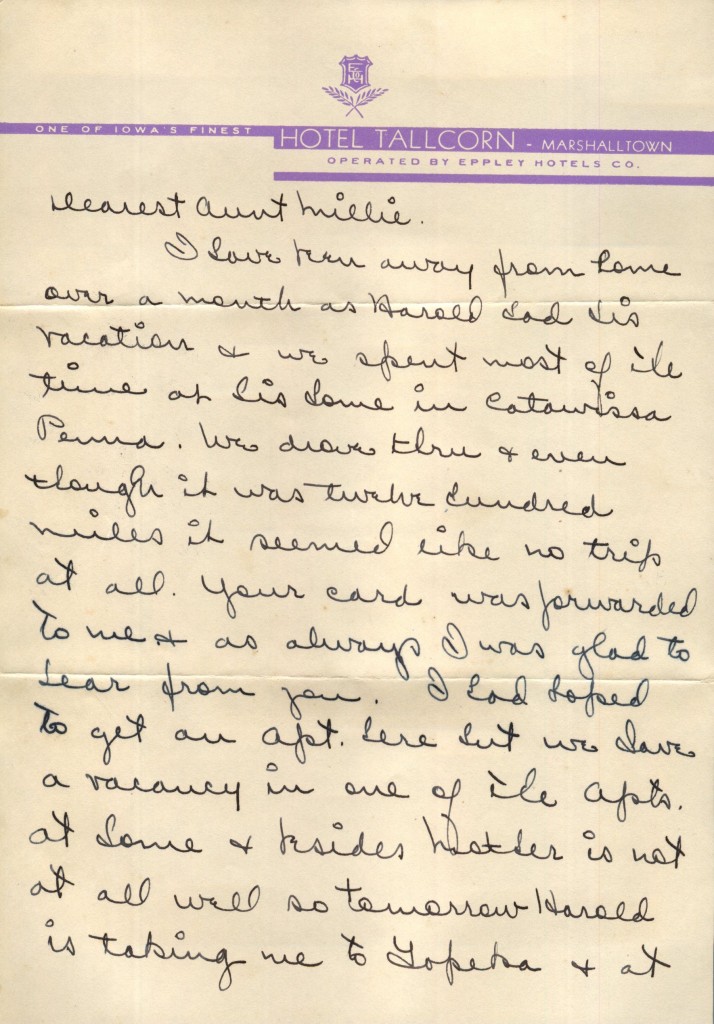 ONE OF IOWA'S FINEST HOTEL TALLCORN - MARSHALLTOWN
OPERATED BY EPPLEY HOTELS CO.
Dearest Aunt Millie.
I have been away from home
over a month as Harold had his
vacation & we spent most of the
time at his home in Catawissa
Penna. We drove thru & even
though it was twelve hundred
miles it seemed like no trip
at all. Your card was forwarded
to me & as always I was glad to
hear from you. I had hoped
to get an apt. here but we have
a vacancy in one of the apts.
at home & besides Mother is not
at all well so tomorrow Harold
is taking me to Topeka & at